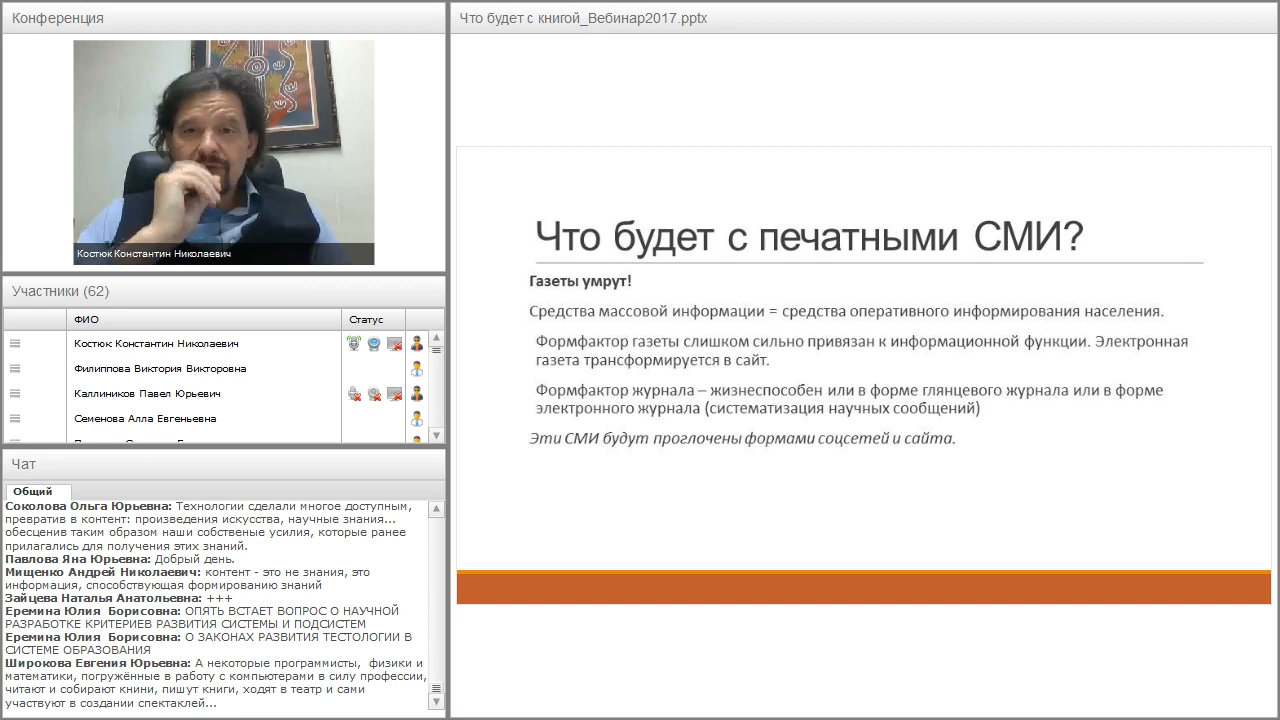 Конференция
Костюк Константин Николаевич
Участники (62)
ФИО
Статус
Костюк Константин Николаевич
Филиппова Виктория Викторовна
Каллиников Павел Юрьевич
Семенова Алла Евгеньевна
Чат
Общий
Соколова Ольга Юрьевна: Технологии сделали многое доступным,
превратив в контент: произведения искусства, научные знания...
обесценив таким образом наши собственые усилия, которые ранее
прилагались для получения этих знаний.
Павлова Яна Юрьевна: Добрый день.
Мищенко Андрей Николаевич: контент - это не знания, это
информация, способствующая формированию знаний
Зайцева Наталья Анатольевна: +++
Еремина Юлия Борисовна: ОПЯТЬ ВСТАЕТ ВОПРОС О НАУЧНОЙ
РАЗРАБОТКЕ КРИТЕРИЕВ РАЗВИТИЯ СИСТЕМЫ И ПОДСИСТЕМ
Еремина Юлия Борисовна: О ЗАКОНАХ РАЗВИТИЯ ТЕСТОЛОГИИ В
СИСТЕМЕ ОБРАЗОВАНИЯ
Широкова Евгения Юрьевна: А некоторые программисты, физики и
математики, погружённые в работу с компьютерами в силу профессии,
читают и собирают книни, пишут книги, ходят в театр и сами
участвуют в создании спектаклей...
Что будет с книгой_Вебинар2017.pptx
Что будет с печатными СМИ?
Газеты умрут!
Средства массовой информации = средства оперативного информирования населения.
Формфактор газеты слишком сильно привязан к информационной функции. Электронная
газета трансформируется в сайт.
Формфактор журнала – жизнеспособен или в форме глянцевого журнала или в форме
электронного журнала (систематизация научных сообщений)
Эти СМИ будут проглочены формами соцсетей и сайта.